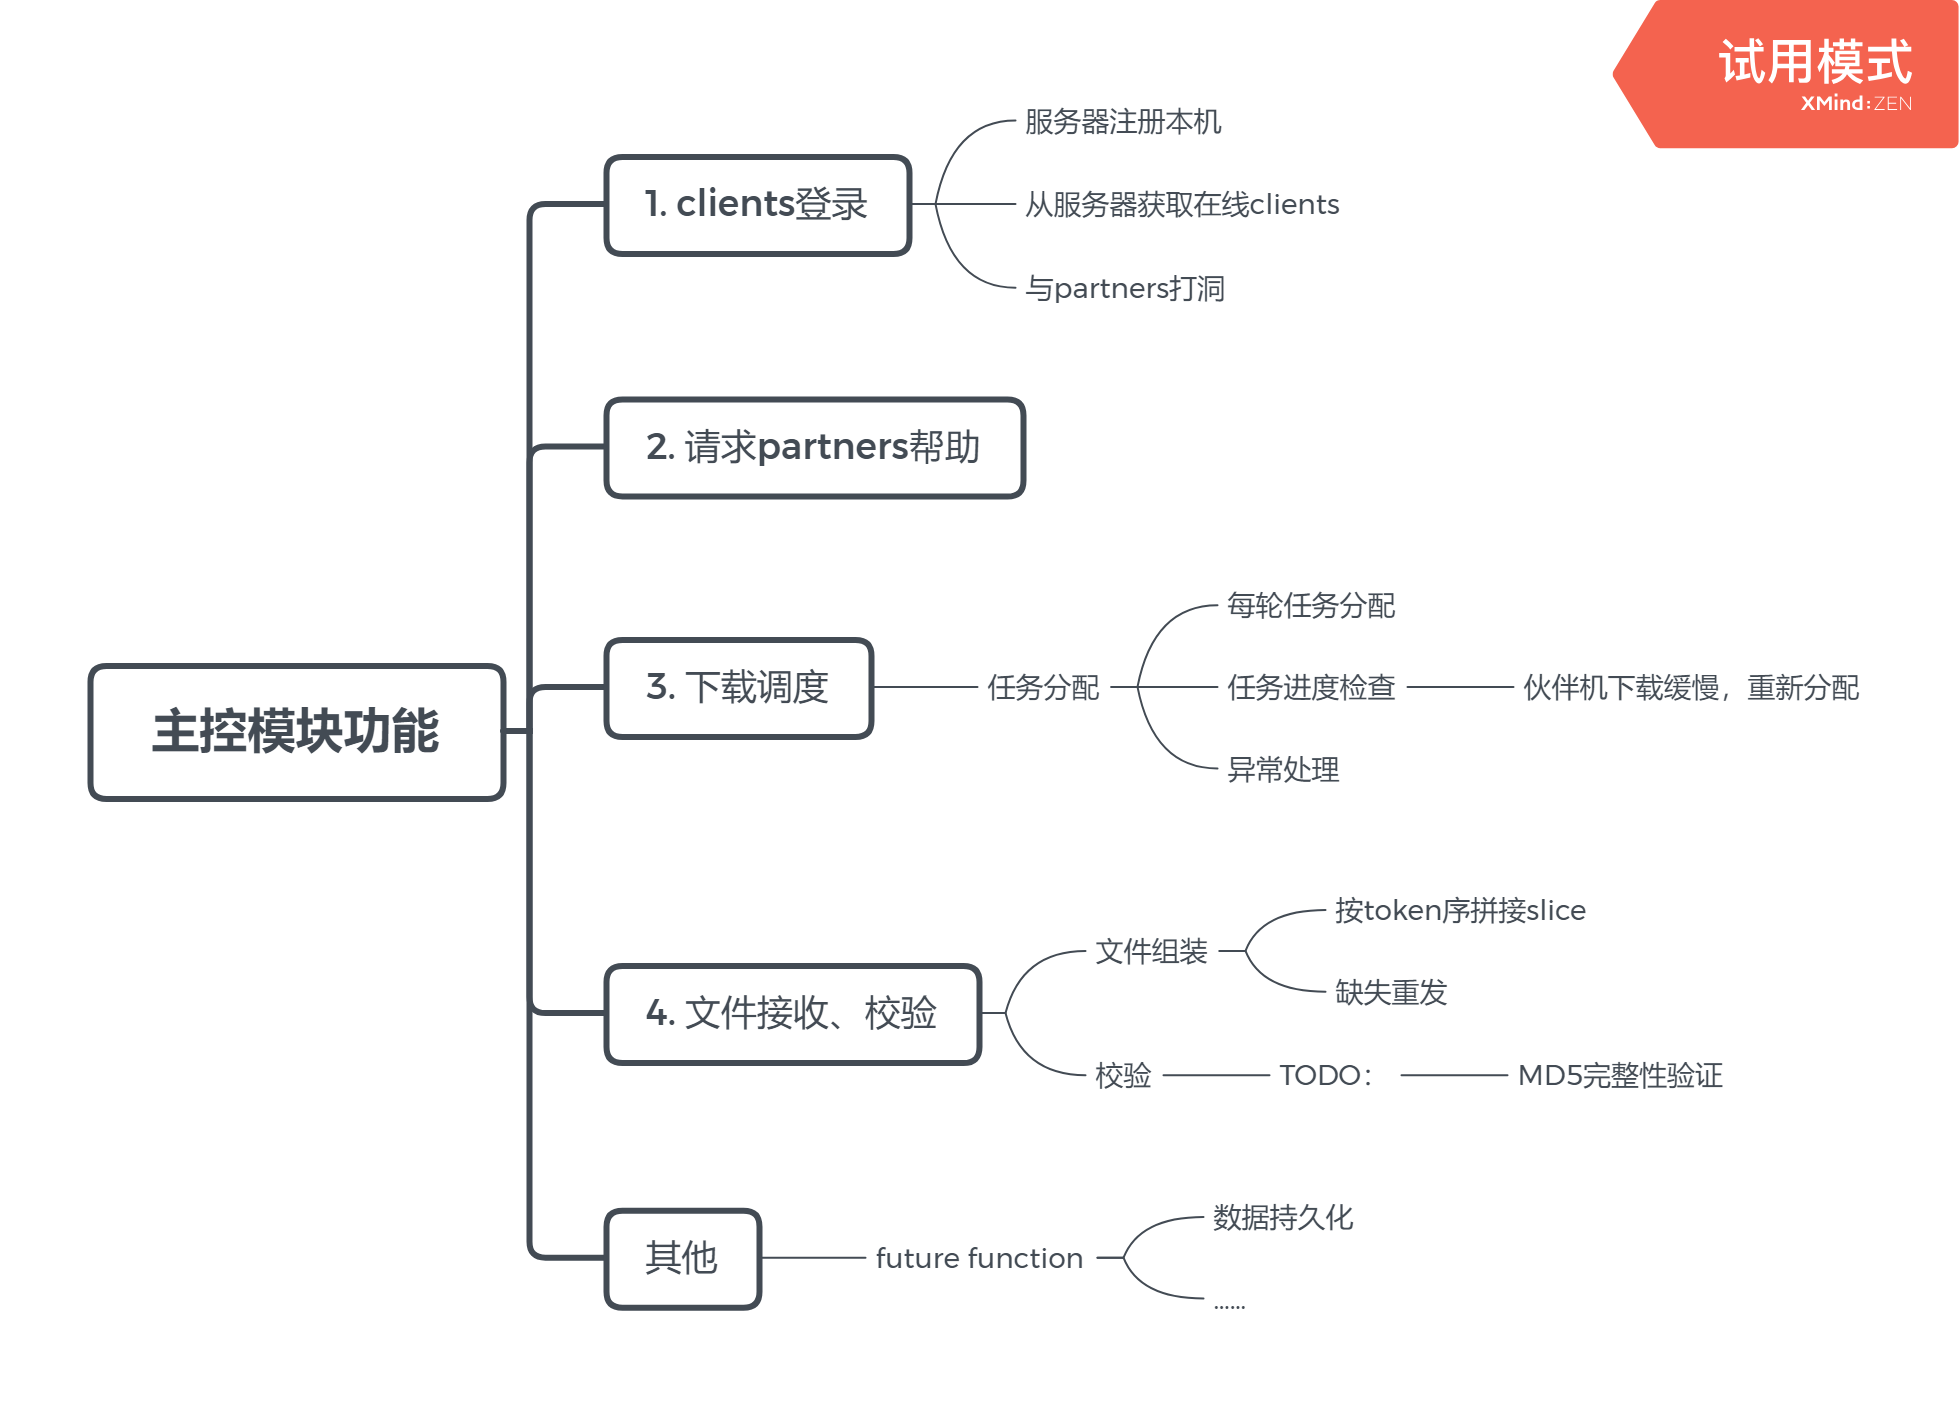 试用模式
XMind:ZEN
主控模块功能
1. clients登录
服务器注册本机
从服务器获取在线clients
与partners打洞
2. 请求partners帮助
3. 下载调度
任务分配
每轮任务分配
任务进度检查
伙伴机下载缓慢，重新分配
异常处理
4. 文件接收、校验
文件组装
按token序拼接slice
缺失重发
校验
TODO：
MD5完整性验证
其他
future function
数据持久化
......